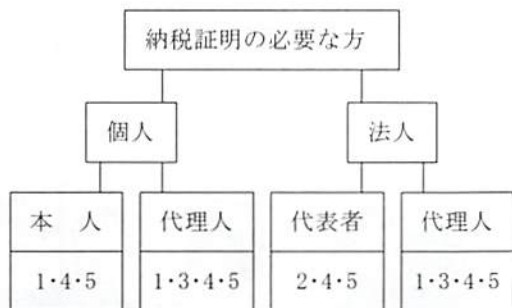 納税証明の必要な方
個人
法人
本 人
代理人
代表者
代理人
1・4・5
1・3・4・5
2・4・5
1・3・4・5